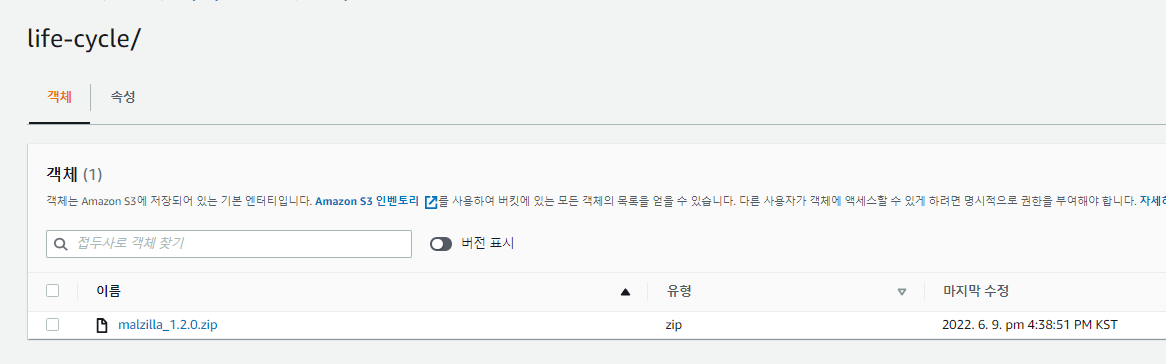 life-cycle/
객체
속성
객체 (1)
객체는 Amazon S3에 저장되어 있는 기본 엔터티입니다. Amazon S3 인벤토리 를 사용하여 버킷에 있는 모든 객체의 목록을 얻을 수 있습니다. 다른 사용자가 객체에 액세스할 수 있게 하려면 명시적으로 권한을 부여해야 합니다. 자세히
접두사로 객체 찾기
버전 표시
이름 유형 마지막 수정
malzilla_1.2.0.zip zip 2022. 6. 9. pm 4:38:51 PM KST